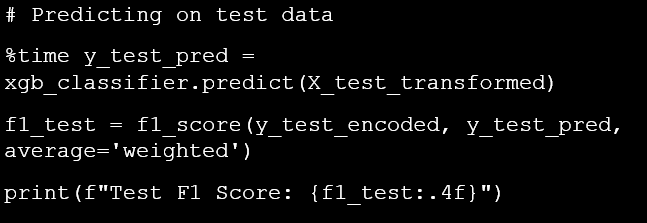 # Predicting on test data
%time y_test_pred =
xgb_classifier.predict(X_test_transformed)
f1_test = f1_score(y_test_encoded, y_test_pred,
average='weighted')
print(f"Test F1 Score: {f1_test:.4f}")